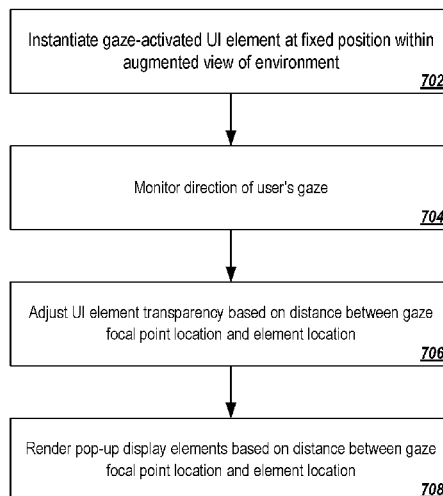 Instantiate gaze-activated UI element at fixed position within
augmented view of environment
702
Monitor direction of user's gaze
704
Adjust UI element transparency based on distance between gaze
focal point location and element location
706
Render pop-up display elements based on distance between gaze
focal point location and element location
708